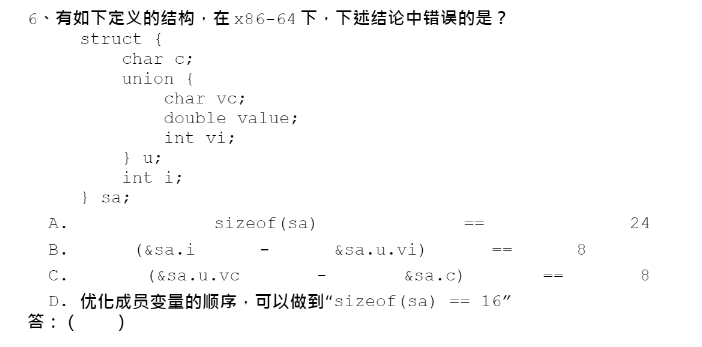 6、有如下定义的结构，在 x86-64 下，下述结论中错误的是？
struct {
char c;
union {
char vc;
double value;
int vi;
} u;
int i;
} sa;
A. sizeof(sa) == 24
B. (&sa.i - &sa.u.vi) == 8
C. (&sa.u.vc - &sa.c) == 8
D. 优化成员变量的顺序，可以做到“sizeof(sa) == 16”
答：( )